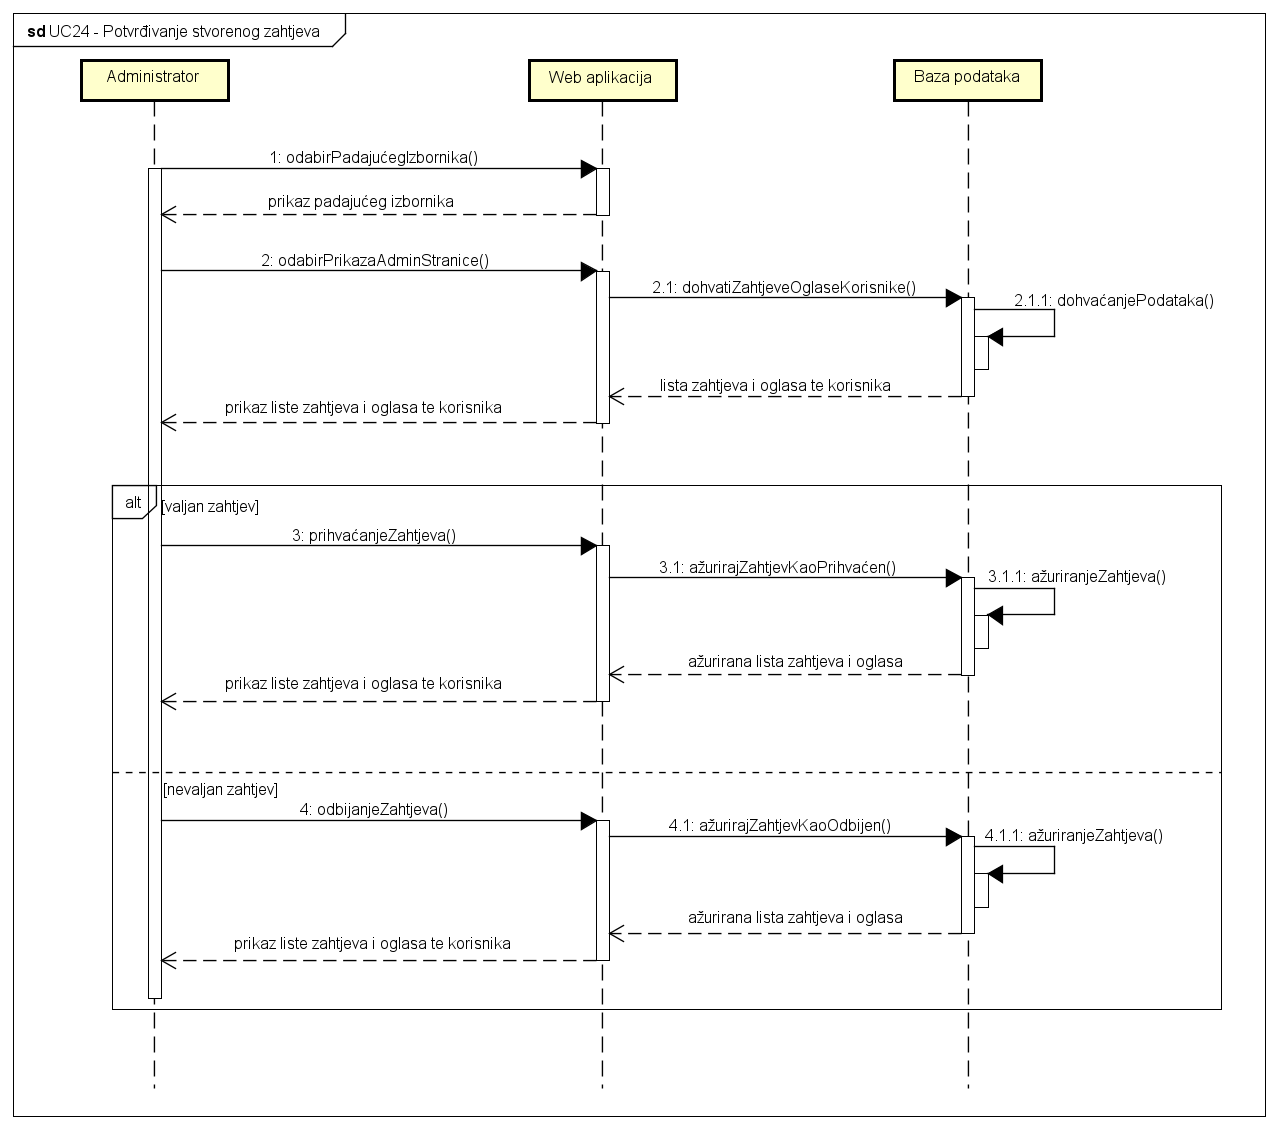 sd UC24 - Potvrđivanje stvorenog zahtjeva
Administrator
Web aplikacija
Baza podataka
1: odabirPadajućegIzbornika()
prikaz padajućeg izbornika
2: odabirPrikazaAdminStranice()
2.1: dohvatiZahtjeveOglaseKorisnike()
2.1.1: dohvaćanjePodataka()
lista zahtjeva i oglasa te korisnika
prikaz liste zahtjeva i oglasa te korisnika
alt
[valjan zahtjev]
3: prihvaćanjeZahtjeva()
3.1: ažurirajZahtjevKaoPrihvaćen()
3.1.1: ažuriranjeZahtjeva()
ažurirana lista zahtjeva i oglasa
prikaz liste zahtjeva i oglasa te korisnika
[nevaljan zahtjev]
4: odbijanjeZahtjeva()
4.1: ažurirajZahtjevKaoOdbijen()
4.1.1: ažuriranjeZahtjeva()
ažurirana lista zahtjeva i oglasa
prikaz liste zahtjeva i oglasa te korisnika